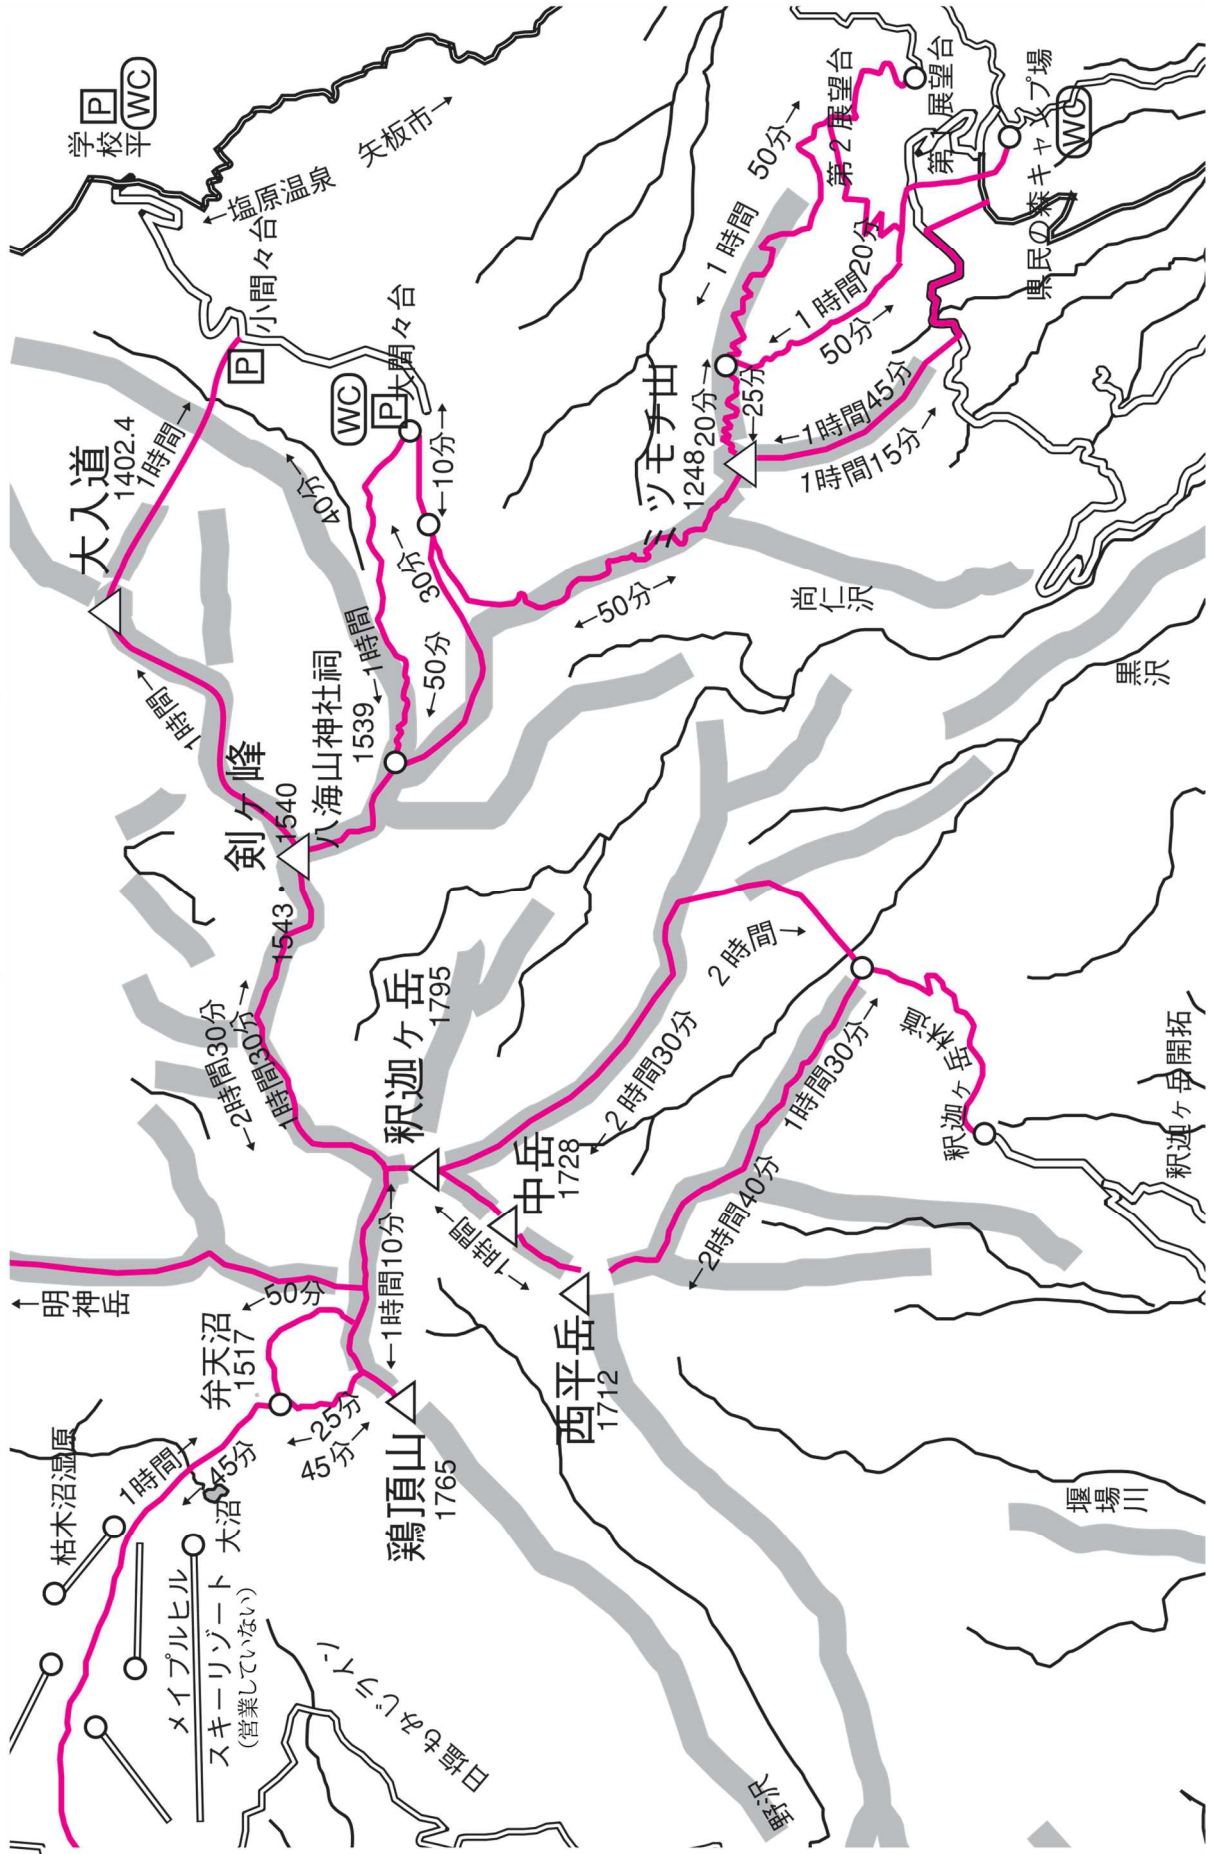 学校平
P
WC
←塩原温泉
矢板市→
小間々台
P
大間々台
WC
P
大入道
1402.4
1時間→
40分→
←10分→
30分→
←1時間
←50分
1時間→
剣ヶ峰
1540
八海山神社祠
1539
1543
←2時間30分
1時間30分→
釈迦ヶ岳
1795
中岳
1728
1時間
西平岳
1712
←1時間10分→
←50分
明神岳
弁天沼
1517
←25分
45分→
鶏頂山
1765
枯木沼湿原
1時間→
←45分
大沼
メイプルヒル
スキーリゾート
(営業していない)
日塩もみじライン
野沢
堰場川
2時間→
←2時間30分
1時間30分→
←2時間40分
釈迦ヶ岳林道
釈迦ヶ岳開拓
黒沢
尚仁沢
←50分→
ミツモチ山
1248
20分→
←25分
←1時間
50分→
第2展望台
第1展望台
←1時間20分
50分→
←1時間45分
1時間15分→
県民の森キャンプ場
WC